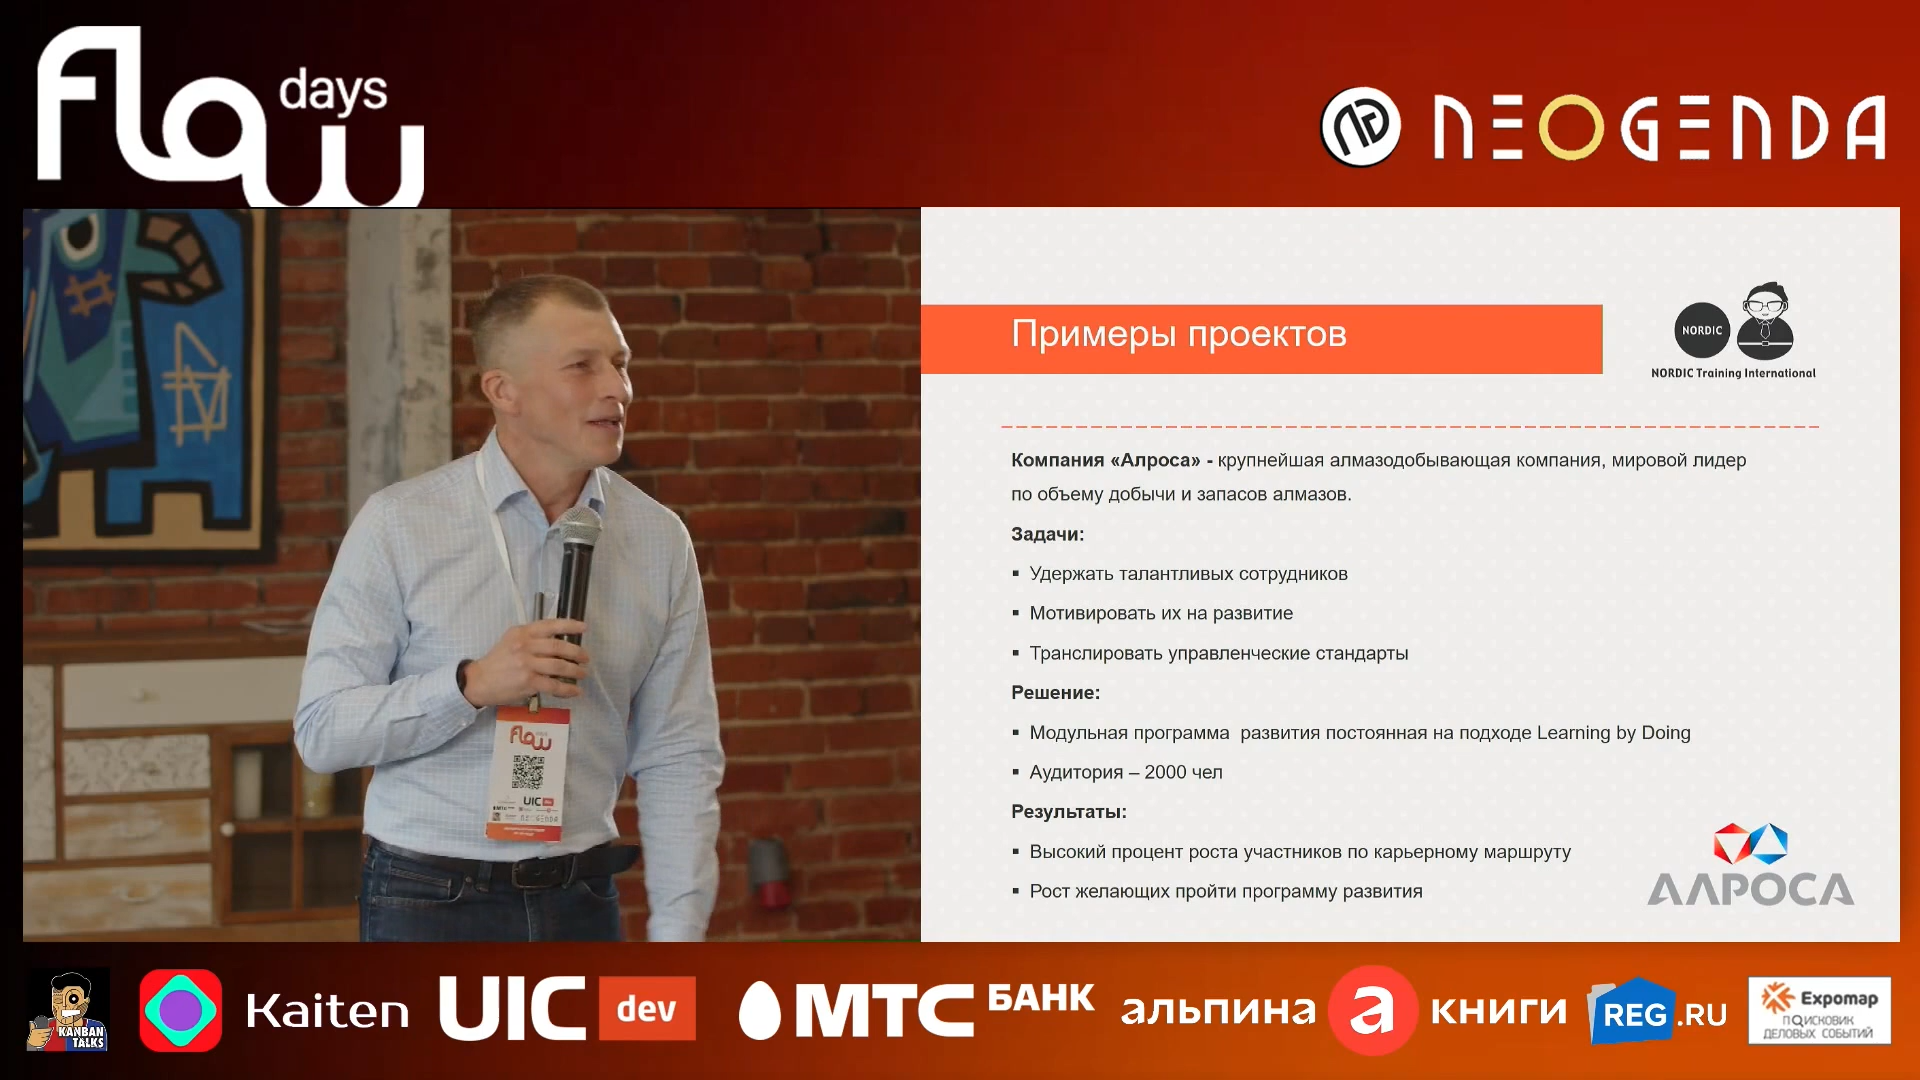 flow days
NEOGENDA
Примеры проектов
NORDIC
NORDIC Training International
Компания «Алроса» - крупнейшая алмазодобывающая компания, мировой лидер
по объему добычи и запасов алмазов.
Задачи:
▪ Удержать талантливых сотрудников
▪ Мотивировать их на развитие
▪ Транслировать управленческие стандарты
Решение:
▪ Модульная программа  развития постоянная на подходе Learning by Doing
▪ Аудитория – 2000 чел
Результаты:
▪ Высокий процент роста участников по карьерному маршруту
▪ Рост желающих пройти программу развития
АЛРОСА
flow
UIC
NEOGENDA
KANBAN
TALKS
Kaiten
UIC dev
МТС БАНК
альпина а книги
REG.RU
Expomap
ПОИСКОВИК
ДЕЛОВЫХ СОБЫТИЙ